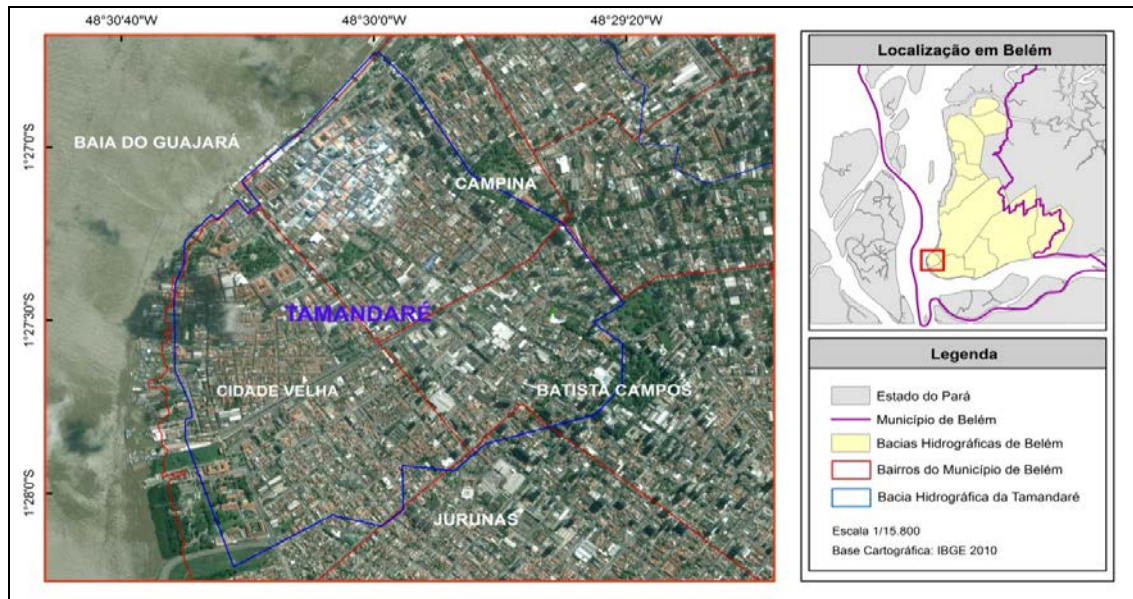 48°30'40"W
48°30'0"W
48°29'20"W
1°27'0"S
1°27'30"S
1°28'0"S
BAIA DO GUAJARÁ
CAMPINA
TAMANDARÉ
CIDADE VELHA
BATISTA CAMPOS
JURUNAS
Localização em Belém
Legenda
Estado do Pará
Município de Belém
Bacias Hidrográficas de Belém
Bairros do Município de Belém
Bacia Hidrográfica da Tamandaré
Escala 1/15.800
Base Cartográfica: IBGE 2010